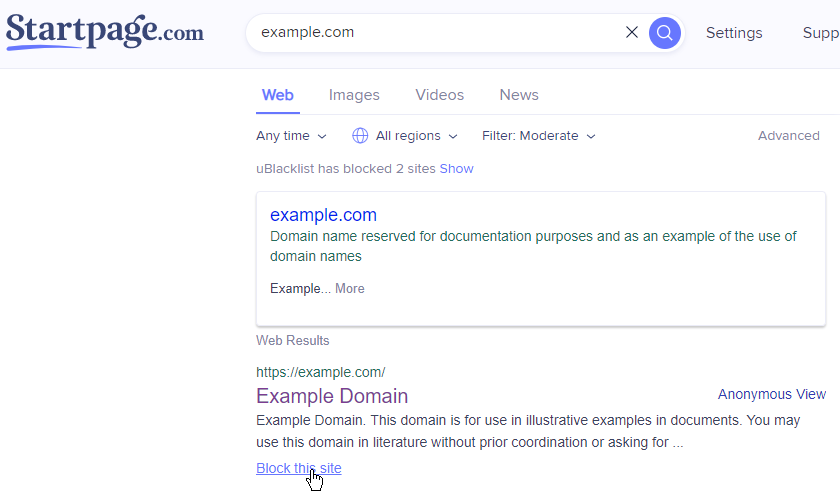 Startpage.com
example.com
Settings
Supp
Web Images Videos News
Any time All regions Filter: Moderate Advanced
uBlacklist has blocked 2 sites Show
example.com
Domain name reserved for documentation purposes and as an example of the use of
domain names
Example... More
Web Results
https://example.com/
Example Domain
Anonymous View
Example Domain. This domain is for use in illustrative examples in documents. You may
use this domain in literature without prior coordination or asking for ...
Block this site